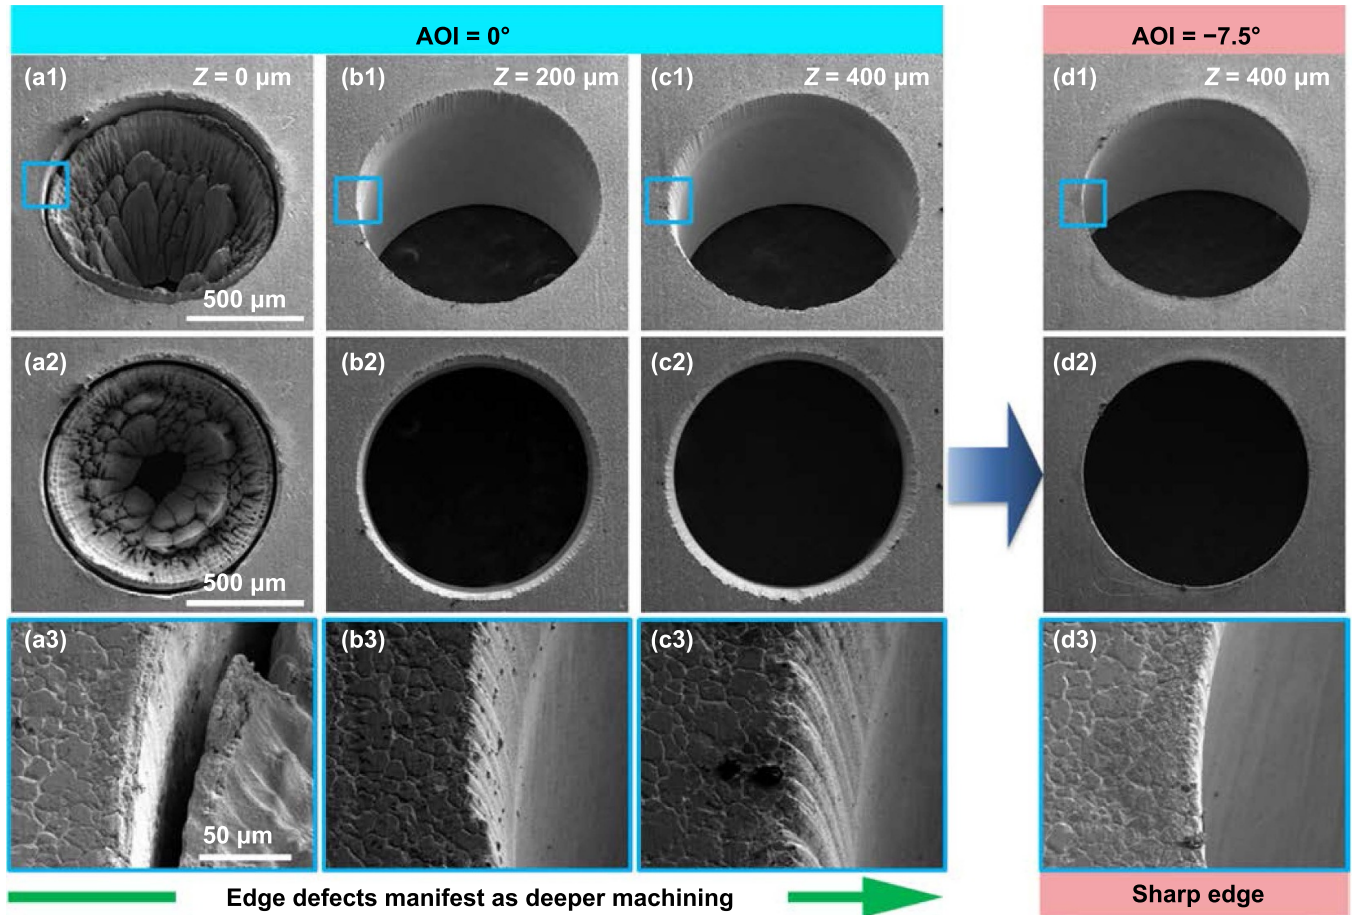 AOI = 0°
AOI = −7.5°
(a1) Z = 0 µm
(b1) Z = 200 µm
(c1) Z = 400 µm
(d1) Z = 400 µm
500 µm
(a2)
(b2)
(c2)
(d2)
500 µm
(a3)
(b3)
(c3)
(d3)
50 µm
Edge defects manifest as deeper machining
Sharp edge